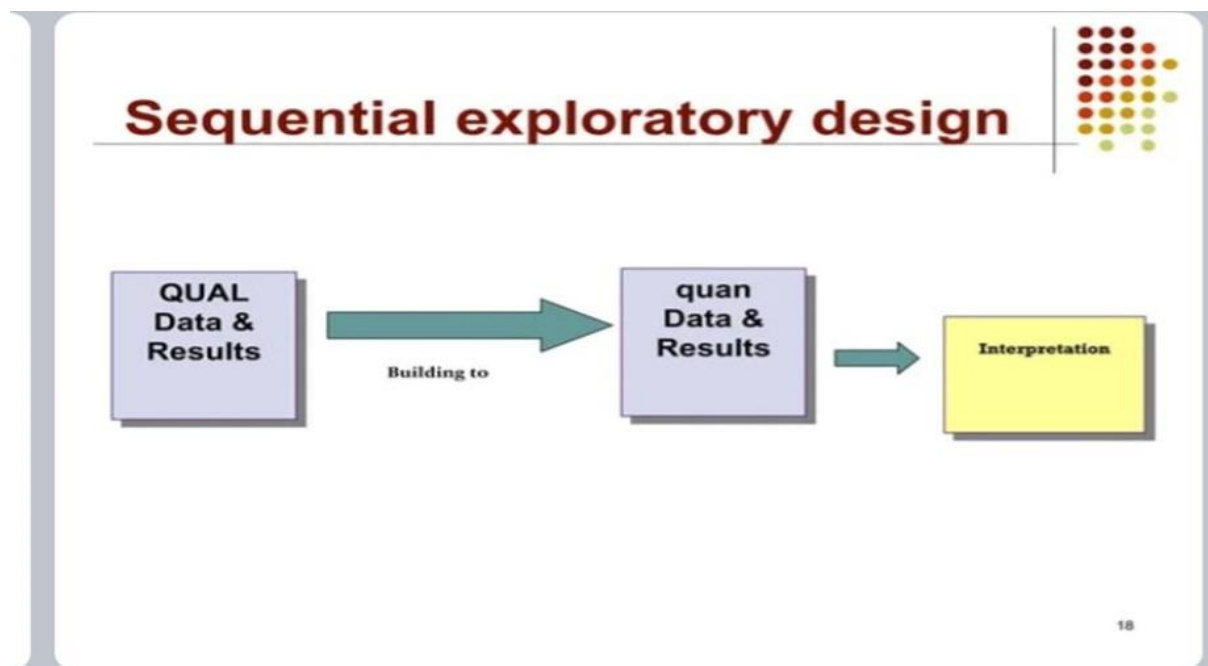 Sequential exploratory design
QUAL
Data &
Results
Building to
quan
Data &
Results
Interpretation
18